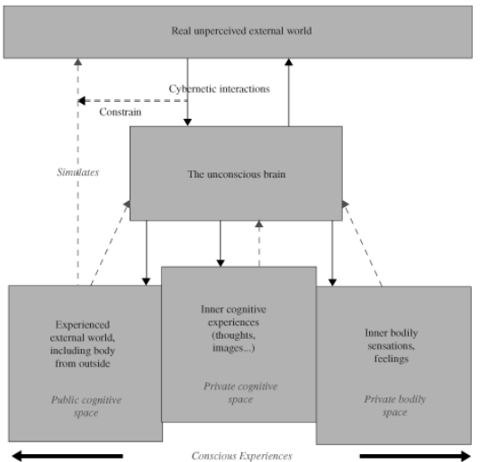 Real unperceived external world
Cybernetic interactions
Constrain
Simulates
The unconscious brain
Experienced
external world,
including body
from outside
Public cognitive
space
Inner cognitive
experiences
(thoughts,
images...)
Private cognitive
space
Inner bodily
sensations,
feelings
Private bodily
space
Conscious Experiences